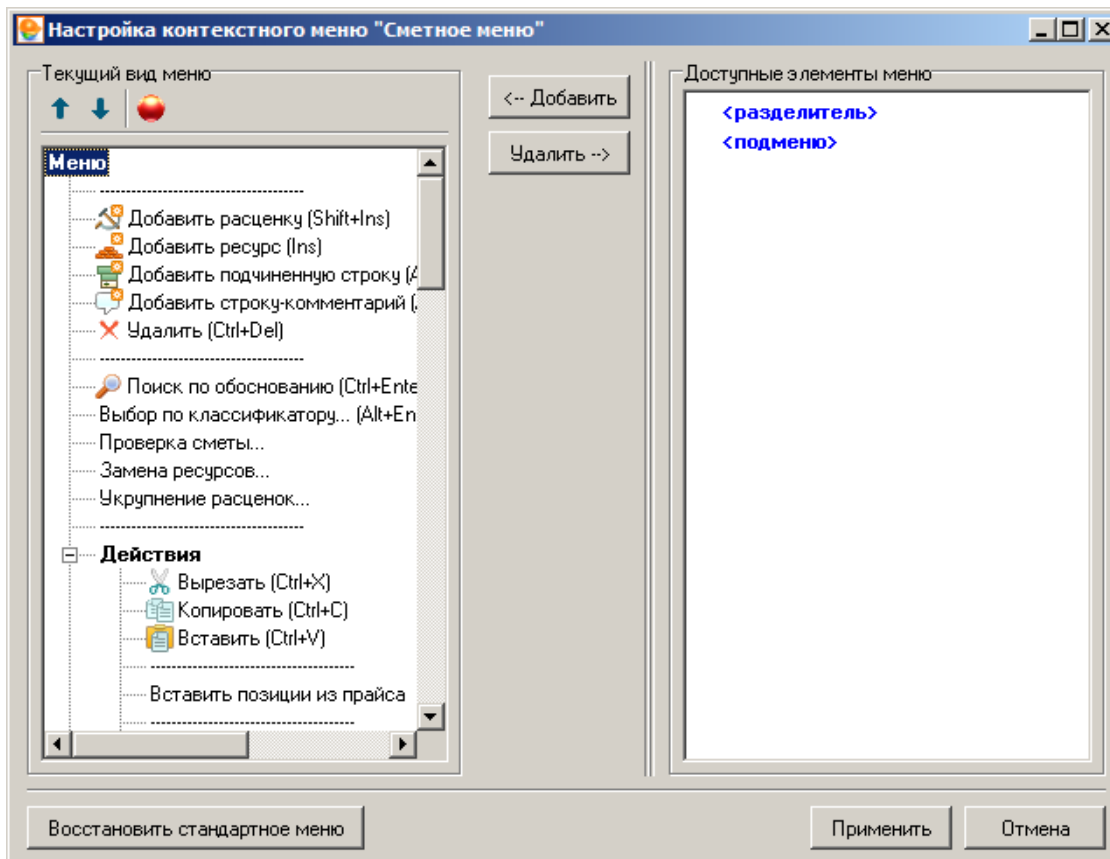 Настройка контекстного меню "Сметное меню"
Текущий вид меню
<-- Добавить
Удалить -->
Доступные элементы меню
<разделитель>
<подменю>
Меню
Добавить расценку (Shift+Ins)
Добавить ресурс (Ins)
Добавить подчиненную строку (А
Добавить строку-комментарий (
Удалить (Ctrl+Del)
Поиск по обоснованию (Ctrl+Ente
Выбор по классификатору... (Alt+En
Проверка сметы...
Замена ресурсов...
Укрупнение расценок...
Действия
Вырезать (Ctrl+X)
Копировать (Ctrl+C)
Вставить (Ctrl+V)
Вставить позиции из прайса
Восстановить стандартное меню
Применить
Отмена